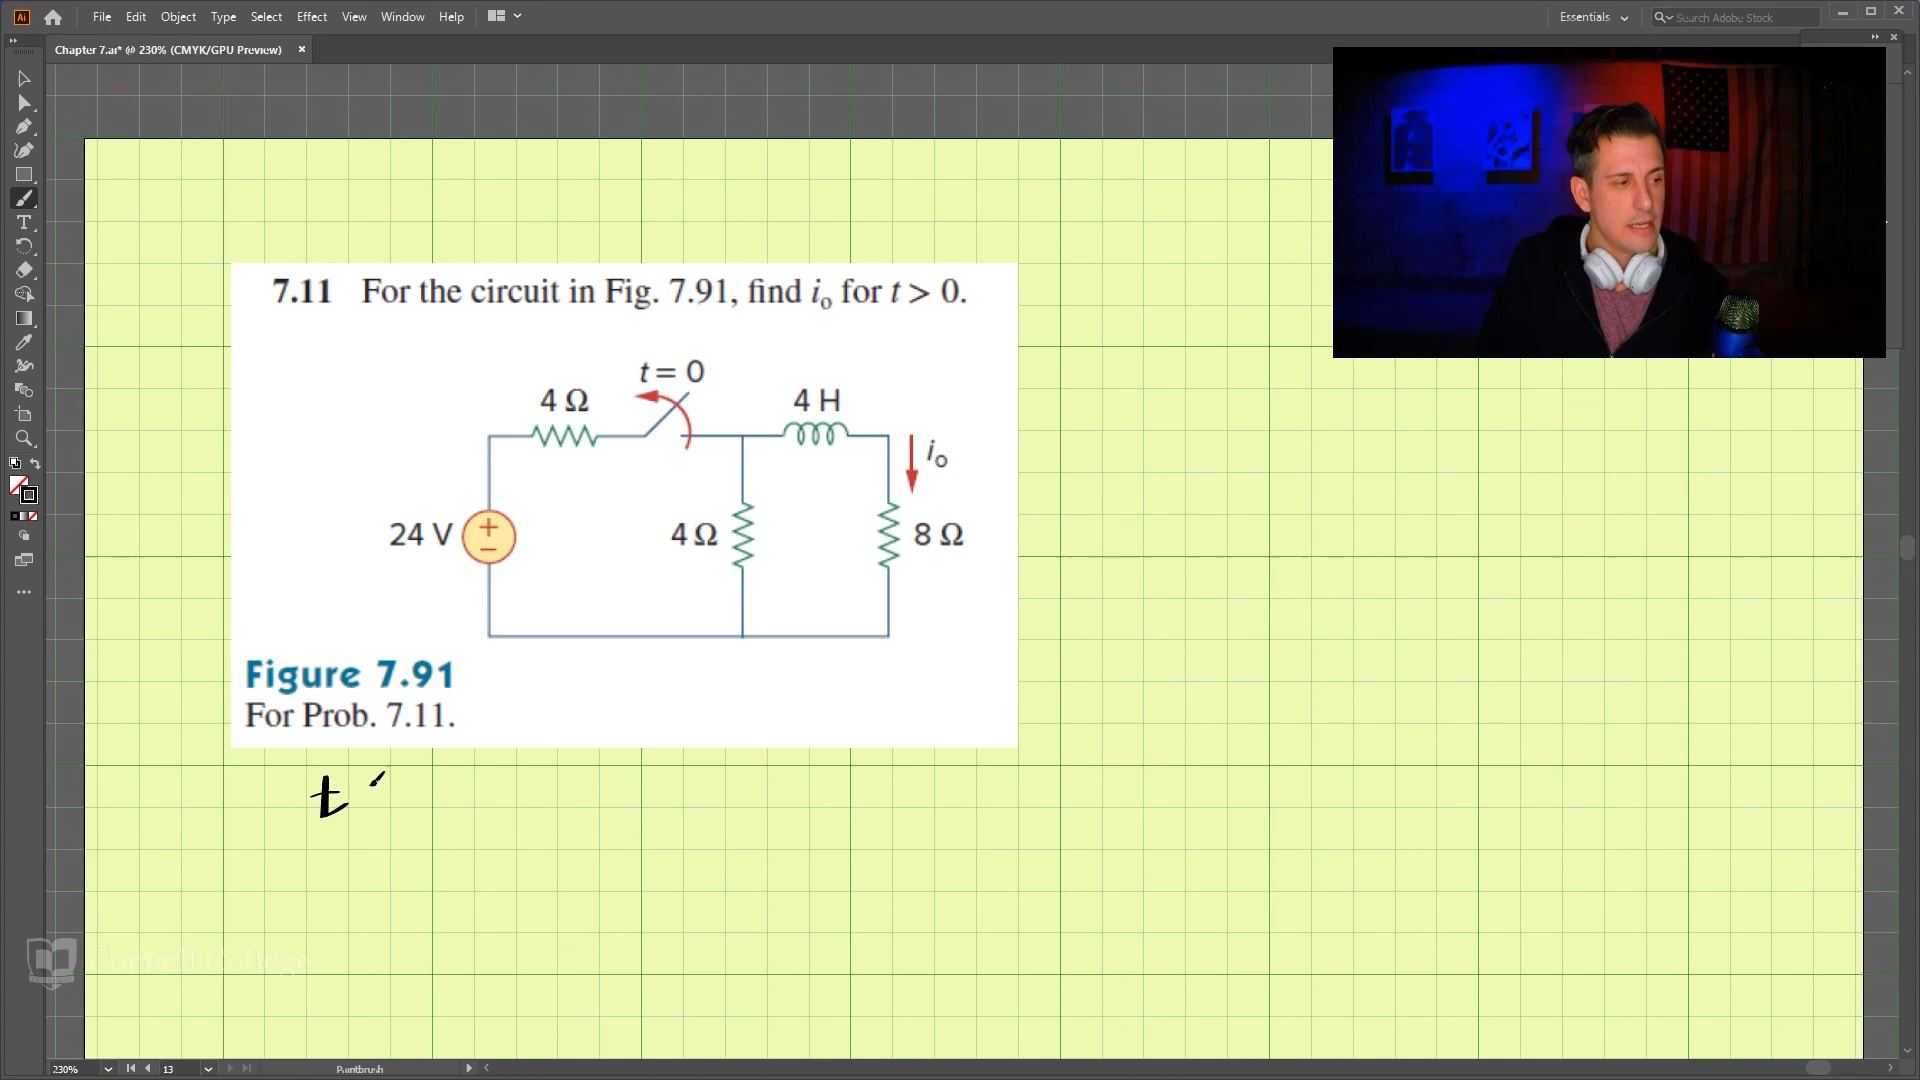 File Edit Object Type Select Effect View Window Help
Essentials
Search Adobe Stock
Chapter 7.ai* @ 230% (CMYK/GPU Preview)
7.11 For the circuit in Fig. 7.91, find io for t > 0.
t = 0
4 Ω
4 H
io
24 V
+
−
4 Ω
8 Ω
Figure 7.91
For Prob. 7.11.
t
Cornell College
230%
13
Paintbrush